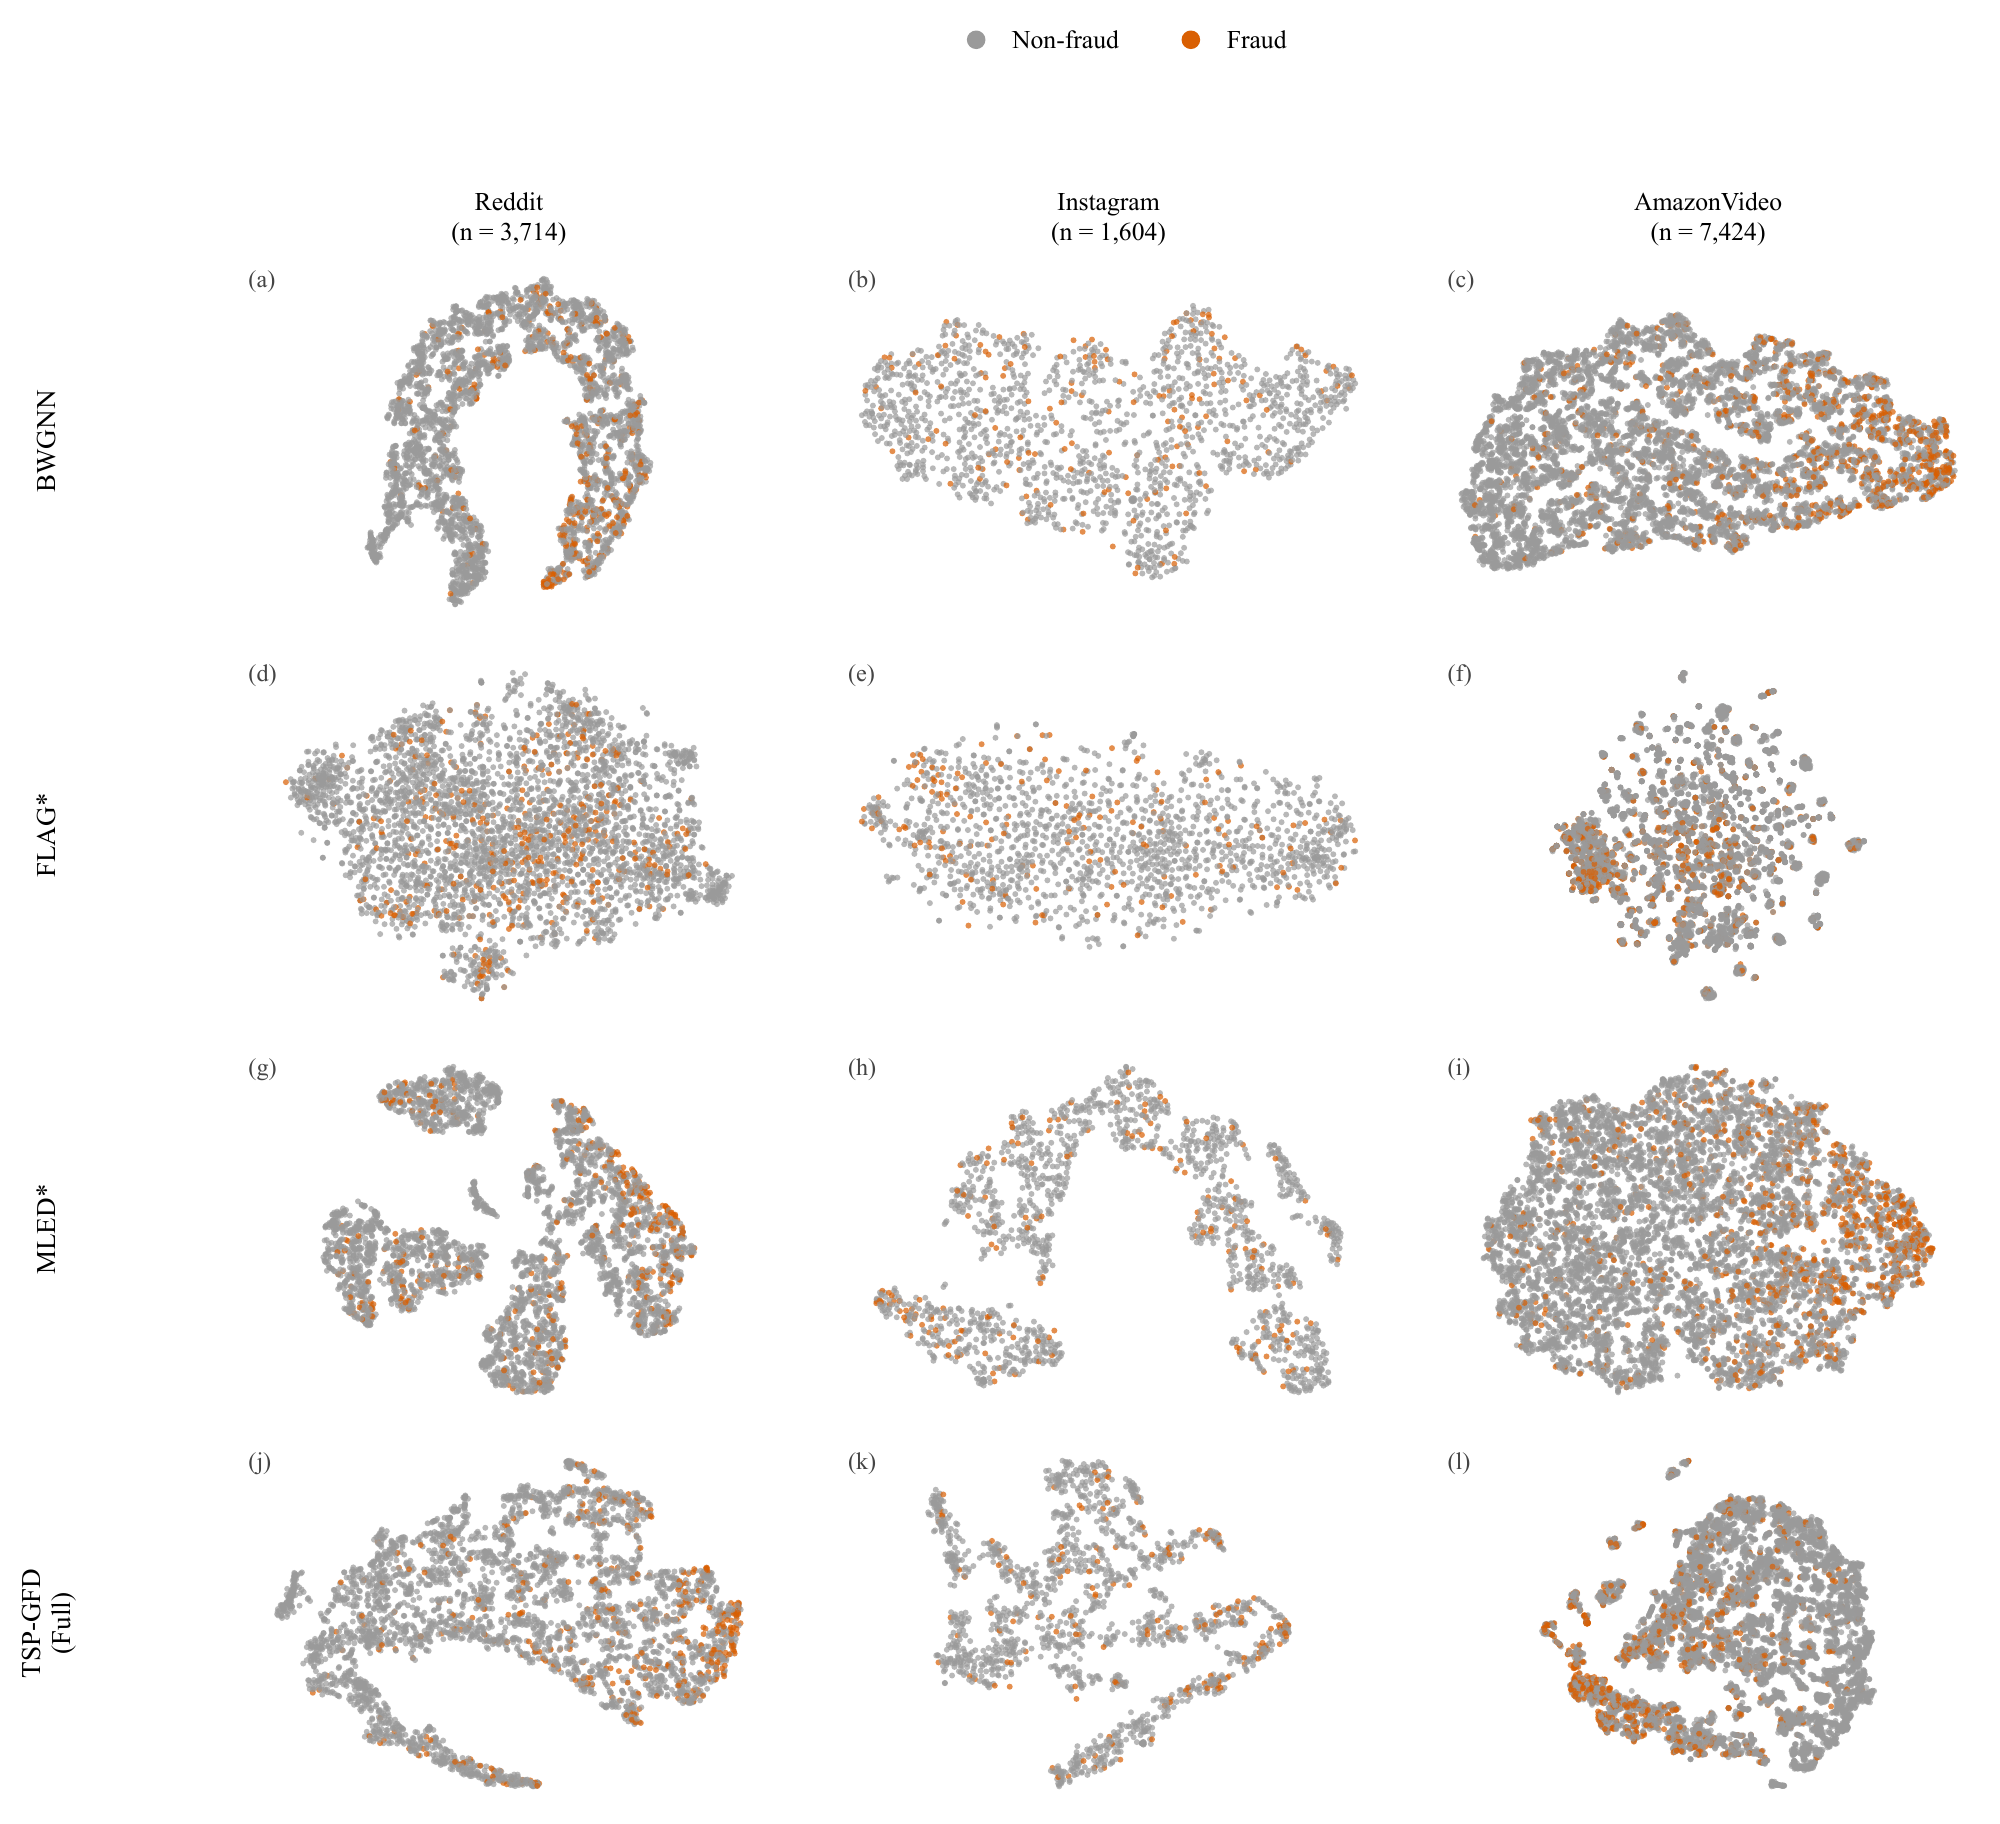 Non-fraud
Fraud
Reddit
(n = 3,714)
Instagram
(n = 1,604)
AmazonVideo
(n = 7,424)
BWGNN
(a)
(b)
(c)
FLAG*
(d)
(e)
(f)
MLED*
(g)
(h)
(i)
TSP-GFD
(Full)
(j)
(k)
(l)